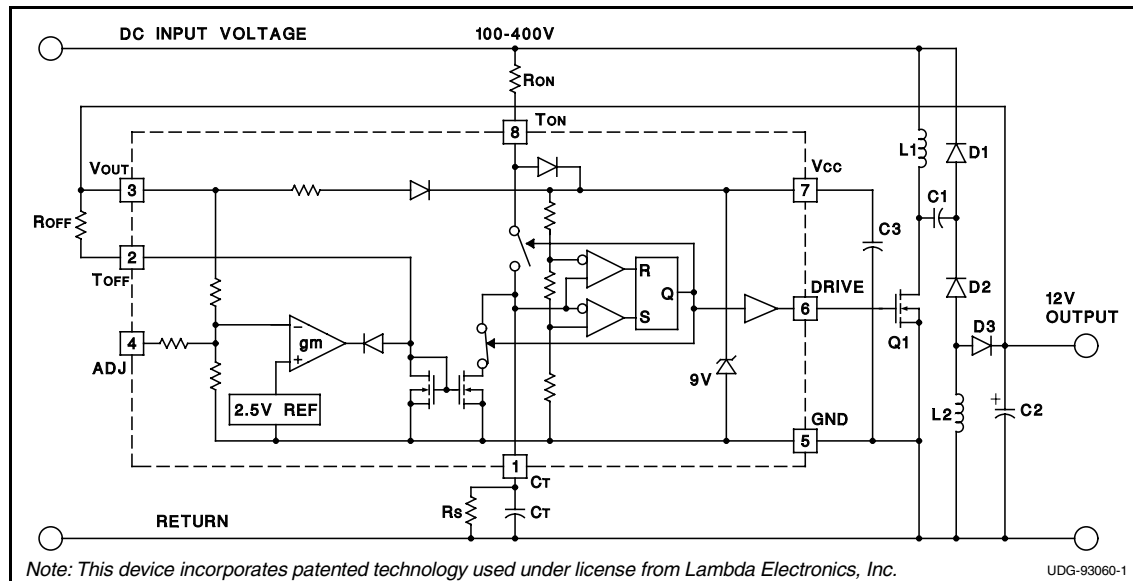 DC INPUT VOLTAGE
100-400V
RON
TON
8
VOUT
3
VCC
7
L1
D1
C1
ROFF
2
TOFF
C3
R
Q
S
DRIVE
6
D2
12V
OUTPUT
Q1
D3
4
ADJ
−
gm
+
9V
2.5V REF
GND
5
L2
+
C2
1
CT
RS
CT
RETURN
Note: This device incorporates patented technology used under license from Lambda Electronics, Inc.
UDG-93060-1